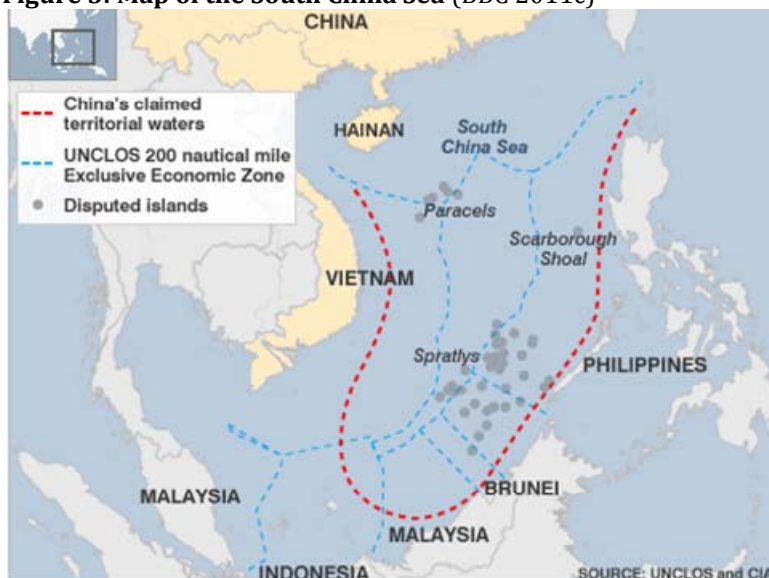 Figure 3: Map of the South China Sea (BBC 2011c)
CHINA
China's claimed
territorial waters
UNCLOS 200 nautical mile
Exclusive Economic Zone
Disputed islands
HAINAN
South
China Sea
Paracels
Scarborough
Shoal
VIETNAM
Spratlys
PHILIPPINES
MALAYSIA
BRUNEI
MALAYSIA
INDONESIA
SOURCE: UNCLOS and CIA